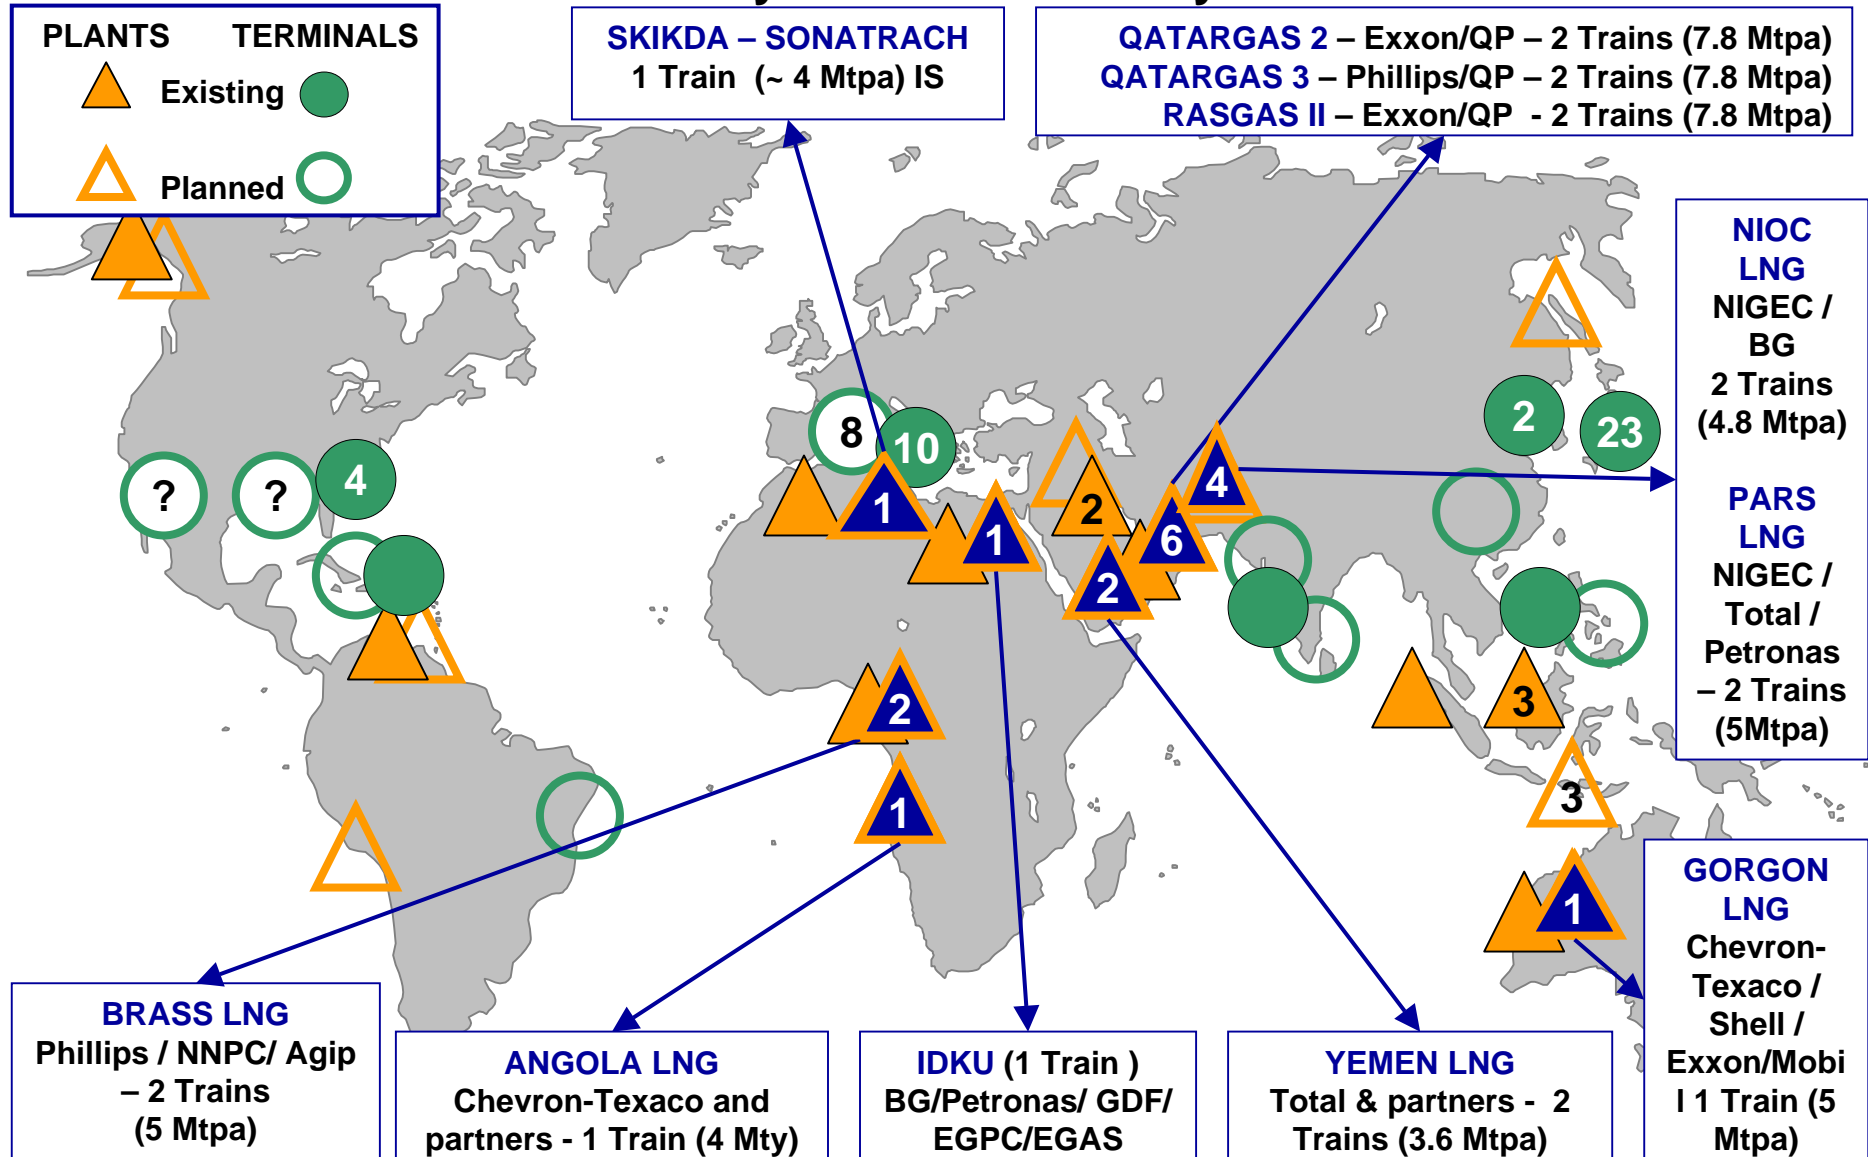 PLANTS TERMINALS
Existing
Planned
SKIKDA – SONATRACH
1 Train (~ 4 Mtpa) IS
QATARGAS 2 – Exxon/QP – 2 Trains (7.8 Mtpa)
QATARGAS 3 – Phillips/QP – 2 Trains (7.8 Mtpa)
RASGAS II – Exxon/QP - 2 Trains (7.8 Mtpa)
NIOC
LNG
NIGEC /
BG
2 Trains
(4.8 Mtpa)
PARS
LNG
NIGEC /
Total /
Petronas
– 2 Trains
(5Mtpa)
8
10
2
23
?
?
4
1
1
2
4
6
2
2
3
1
3
1
GORGON
LNG
Chevron-
Texaco /
Shell /
Exxon/Mobi
l 1 Train (5
Mtpa)
BRASS LNG
Phillips / NNPC/ Agip
– 2 Trains
(5 Mtpa)
ANGOLA LNG
Chevron-Texaco and
partners - 1 Train (4 Mty)
IDKU (1 Train )
BG/Petronas/ GDF/
EGPC/EGAS
YEMEN LNG
Total & partners - 2
Trains (3.6 Mtpa)